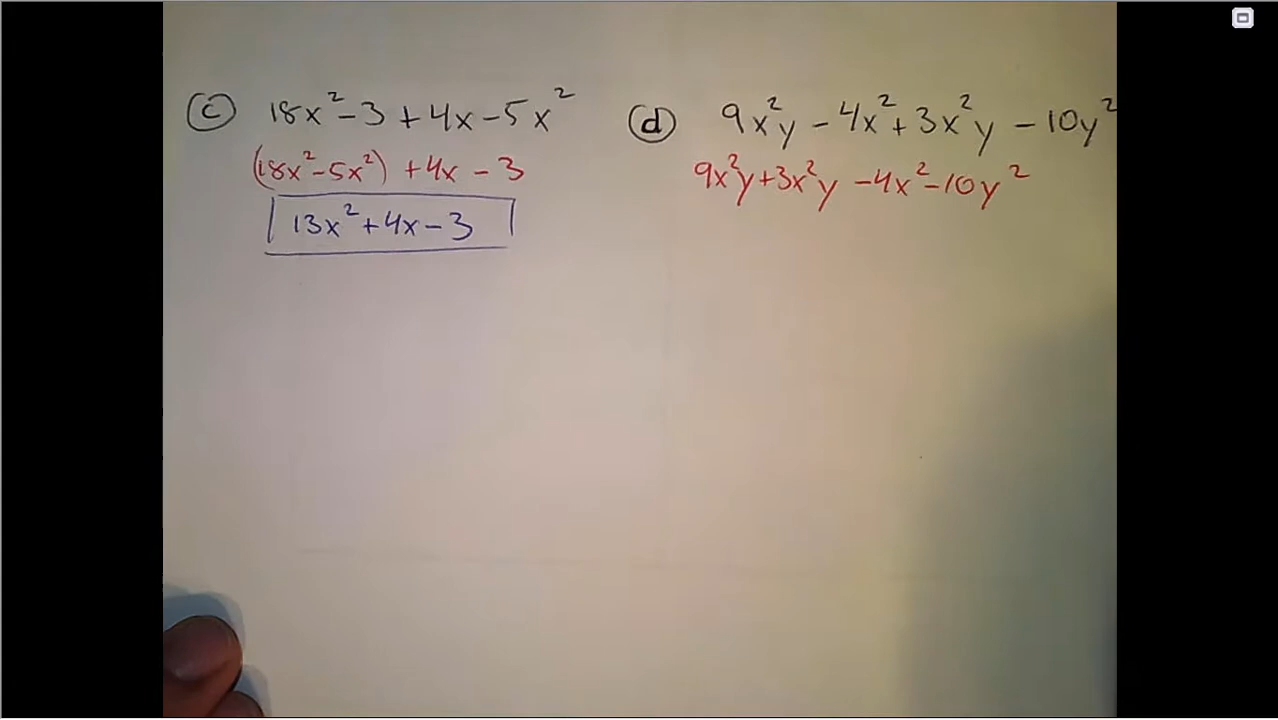 ⓒ 18x² - 3 + 4x - 5x²
(18x² - 5x²) + 4x - 3
13x² + 4x - 3
ⓓ 9x²y - 4x² + 3x²y - 10y²
9x²y + 3x²y - 4x² - 10y²